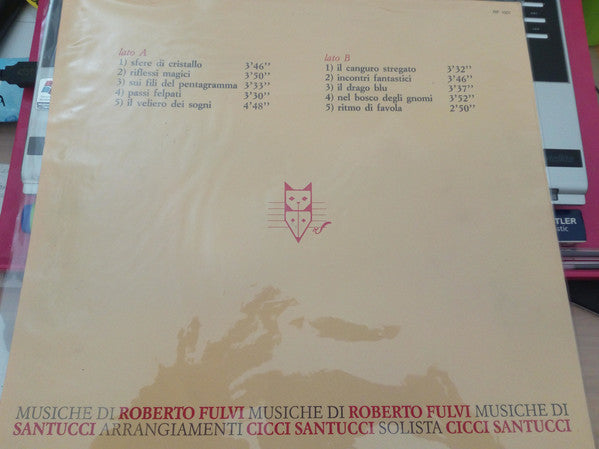 lato A
1) sfere di cristallo 3'46''
2) riflessi magici 3'50''
3) sui fili del pentagramma 3'33''
4) passi felpati 3'30''
5) il veliero dei sogni 4'48''
lato B
1) il canguro stregato 3'32''
2) incontri fantastici 3'46''
3) il drago blu 3'37''
4) nel bosco degli gnomi 3'52''
5) ritmo di favola 2'50''
MUSICHE DI ROBERTO FULVI MUSICHE DI ROBERTO FULVI MUSICHE DI
SANTUCCI ARRANGIAMENTI CICCI SANTUCCI SOLISTA CICCI SANTUCCI